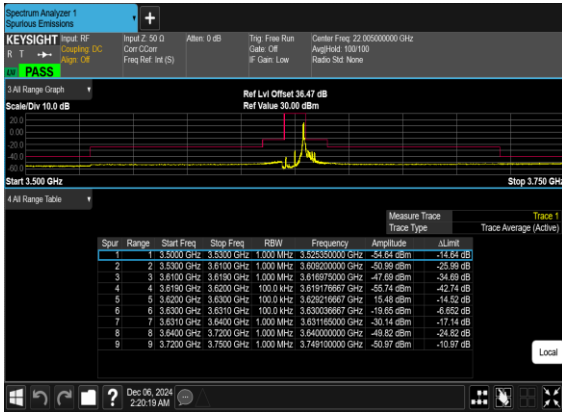 Spectrum Analyzer 1
Spurious Emissions
KEYSIGHT Input: RF Input Z: 50 Ω Atten: 0 dB Trig: Free Run Center Freq: 22.005000000 GHz
R T Coupling: DC Corr CCorr Gate: Off Avg|Hold: 100/100
Align: Off Freq Ref: Int (S) IF Gain: Low Radio Std: None
PASS
3 All Range Graph
Ref Lvl Offset 36.47 dB
Scale/Div 10.0 dB Ref Value 30.00 dBm
20.0
0.00
-20.0
-40.0
-60.0
Start 3.500 GHz Stop 3.750 GHz
4 All Range Table
Measure Trace Trace 1
Trace Type Trace Average (Active)
Spur Range Start Freq Stop Freq RBW Frequency Amplitude ΔLimit
1 1 3.5000 GHz 3.5300 GHz 1.000 MHz 3.525350000 GHz -54.64 dBm -14.64 dB
2 2 3.5300 GHz 3.6100 GHz 1.000 MHz 3.609200000 GHz -50.99 dBm -25.99 dB
3 3 3.6100 GHz 3.6190 GHz 1.000 MHz 3.616975000 GHz -47.69 dBm -34.69 dB
4 4 3.6190 GHz 3.6200 GHz 100.0 kHz 3.619176667 GHz -55.74 dBm -42.74 dB
5 5 3.6200 GHz 3.6300 GHz 100.0 kHz 3.629216667 GHz 15.48 dBm -14.52 dB
6 6 3.6300 GHz 3.6310 GHz 100.0 kHz 3.630036667 GHz -19.65 dBm -6.652 dB
7 7 3.6310 GHz 3.6400 GHz 1.000 MHz 3.631165000 GHz -30.14 dBm -17.14 dB
8 8 3.6400 GHz 3.7200 GHz 1.000 MHz 3.640000000 GHz -49.82 dBm -24.82 dB
9 9 3.7200 GHz 3.7500 GHz 1.000 MHz 3.749100000 GHz -50.97 dBm -10.97 dB
Local
Dec 06, 2024
2:20:19 AM